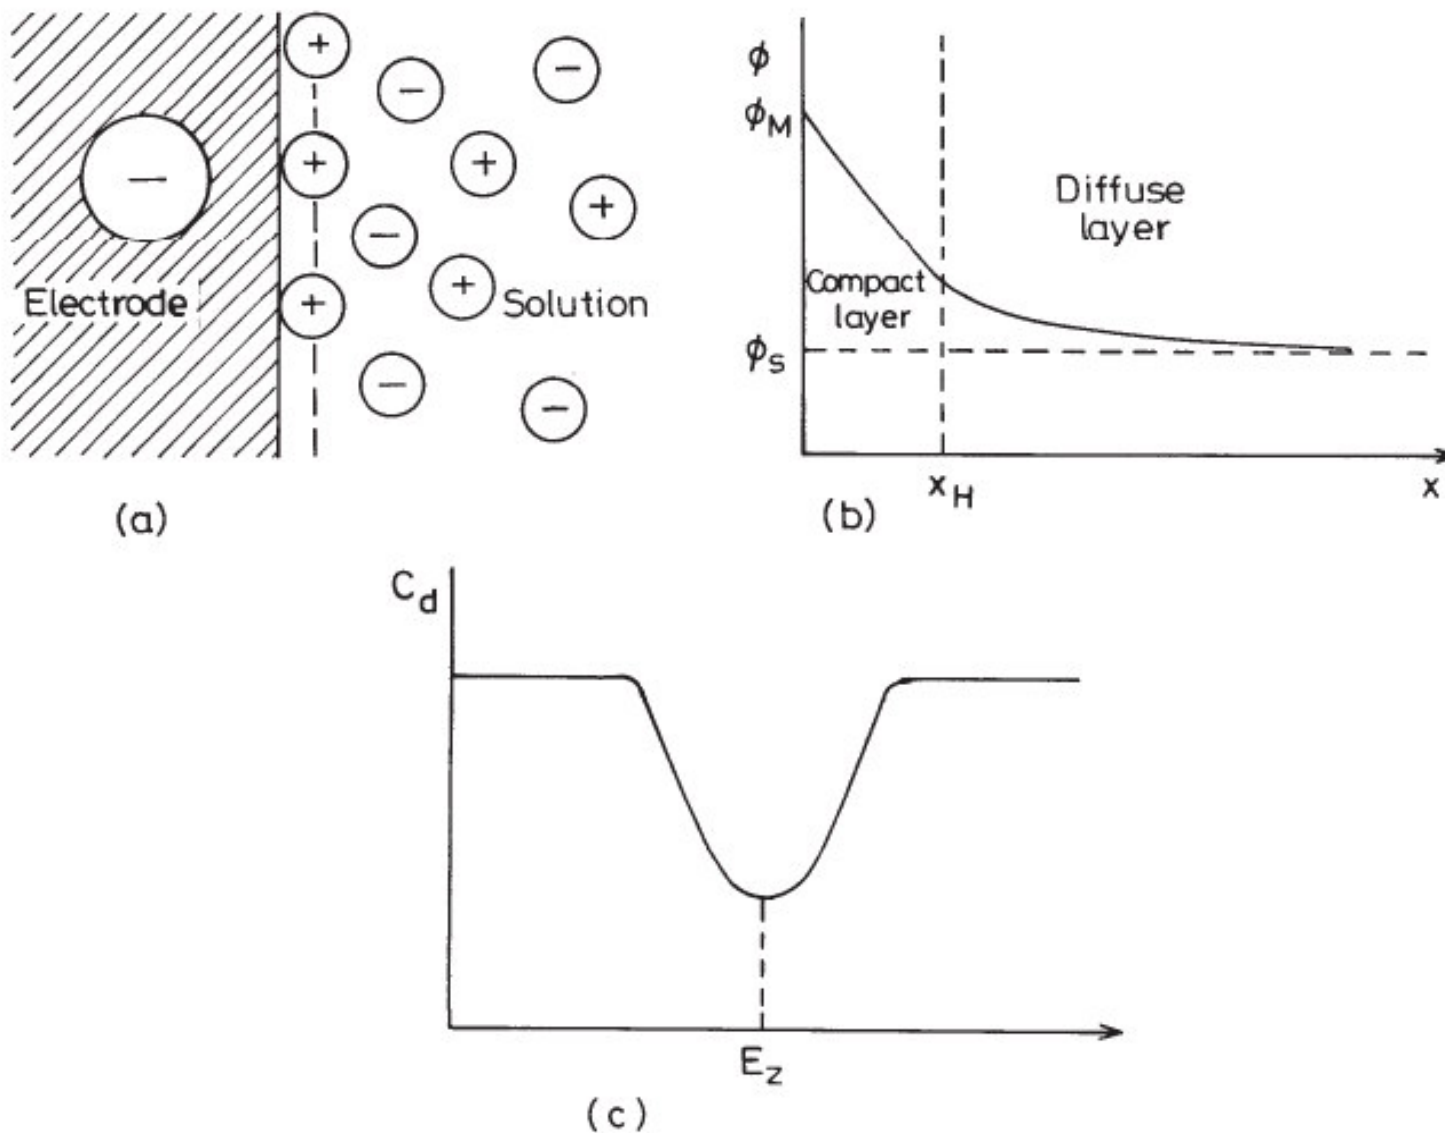 +
−
−
−
+
+
+
−
+
Electrode
+
+
Solution
−
−
(a)
ϕ
ϕM
Diffuse
layer
Compact
layer
ϕS
xH
x
(b)
Cd
Ez
(c)